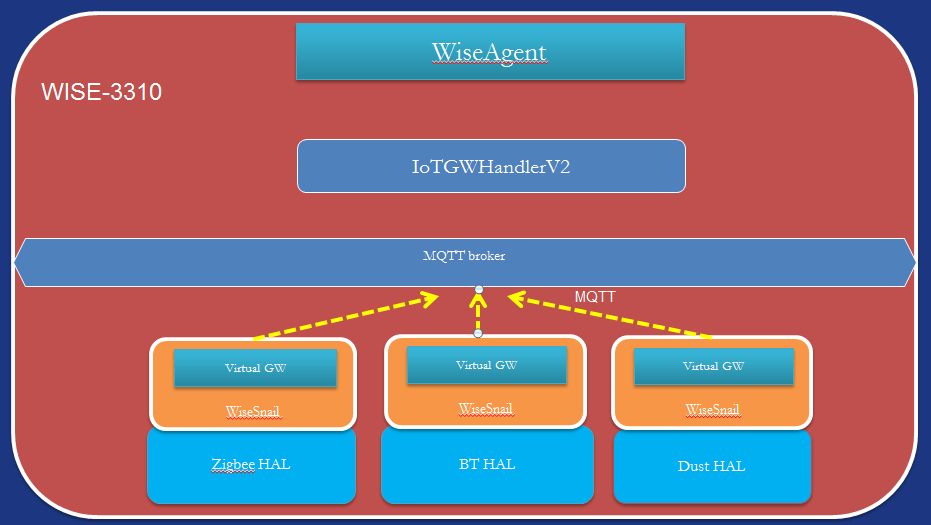 WiseAgent
WISE-3310
IoTGWHandlerV2
MQTT broker
MQTT
Virtual GW
WiseSnail
Zigbee HAL
Virtual GW
WiseSnail
BT HAL
Virtual GW
WiseSnail
Dust HAL